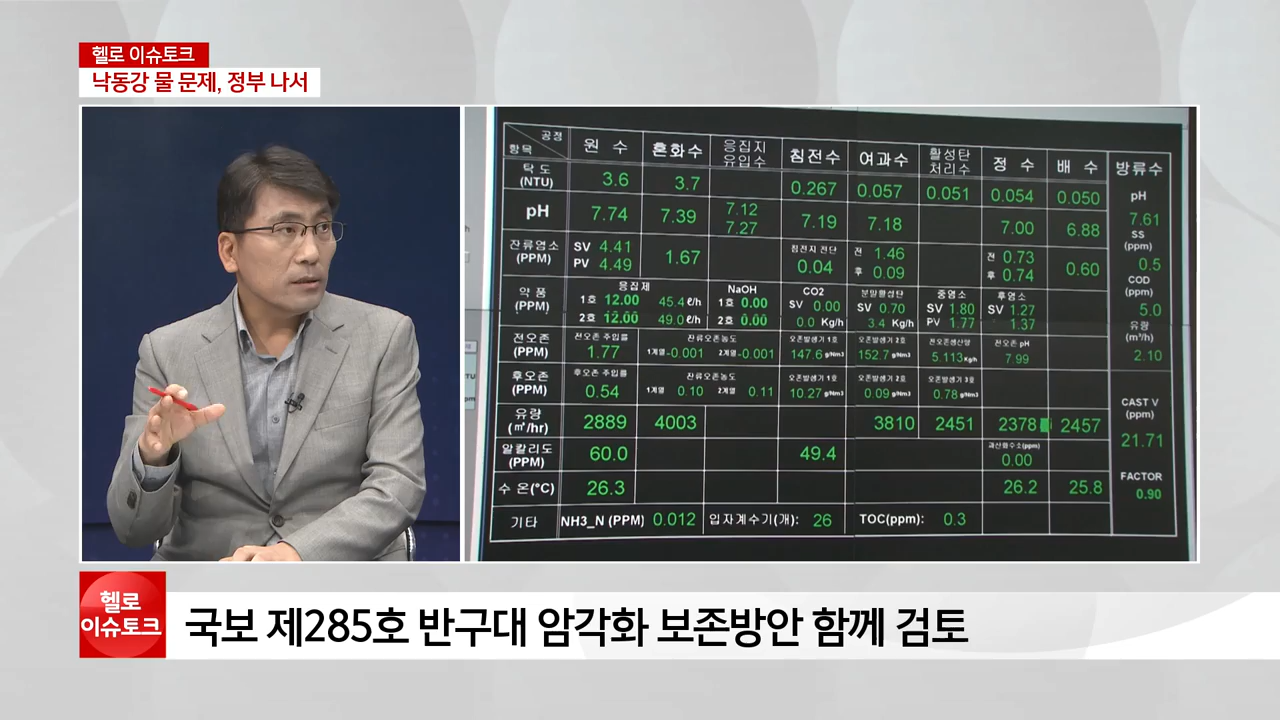 헬로 이슈토크
낙동강 물 문제, 정부 나서
공정
항목
원 수
혼화수
응집지
유입수
침전수
여과수
활성탄
처리수
정 수
배 수
방류수
탁 도
(NTU)
3.6
3.7
0.267
0.057
0.051
0.054
0.050
pH
7.61
pH
7.74
7.39
7.12
7.27
7.19
7.18
7.00
6.88
SS
(ppm)
0.5
잔류염소
(PPM)
SV 4.41
PV 4.49
1.67
침전지 전단
0.04
전 1.46
후 0.09
전 0.73
후 0.74
0.60
COD
(ppm)
5.0
약 품
(PPM)
응집제
1호 12.00 45.4 ℓ/h
2호 12.00 49.0 ℓ/h
NaOH
1호 0.00
2호 0.00
CO2
SV 0.00
0.0 Kg/h
분말활성탄
SV 0.70
3.4 Kg/h
중염소
SV 1.80
PV 1.77
후염소
SV 1.27
1.37
유량
(m³/h)
2.10
전오존
(PPM)
전오존 주입률
1.77
잔류오존농도
1계열 -0.001 2계열 -0.001
오존발생기 1호
147.6 g/Nm3
오존발생기 2호
152.7 g/Nm3
전오존생산량
5.113 Kg/h
전오존 pH
7.99
후오존
(PPM)
후오존 주입률
0.54
잔류오존농도
1계열 0.10 2계열 0.11
오존발생기 1호
10.27 g/Nm3
오존발생기 2호
0.09 g/Nm3
오존발생기 3호
0.78 g/Nm3
CAST V
(ppm)
21.71
유량
(㎥/hr)
2889
4003
3810
2451
2378
2457
알칼리도
(PPM)
60.0
49.4
과산화수소(ppm)
0.00
FACTOR
0.90
수 온(°C)
26.3
26.2
25.8
기타
NH3_N (PPM) 0.012
입자계수기(개): 26
TOC(ppm): 0.3
헬로
이슈토크
국보 제285호 반구대 암각화 보존방안 함께 검토